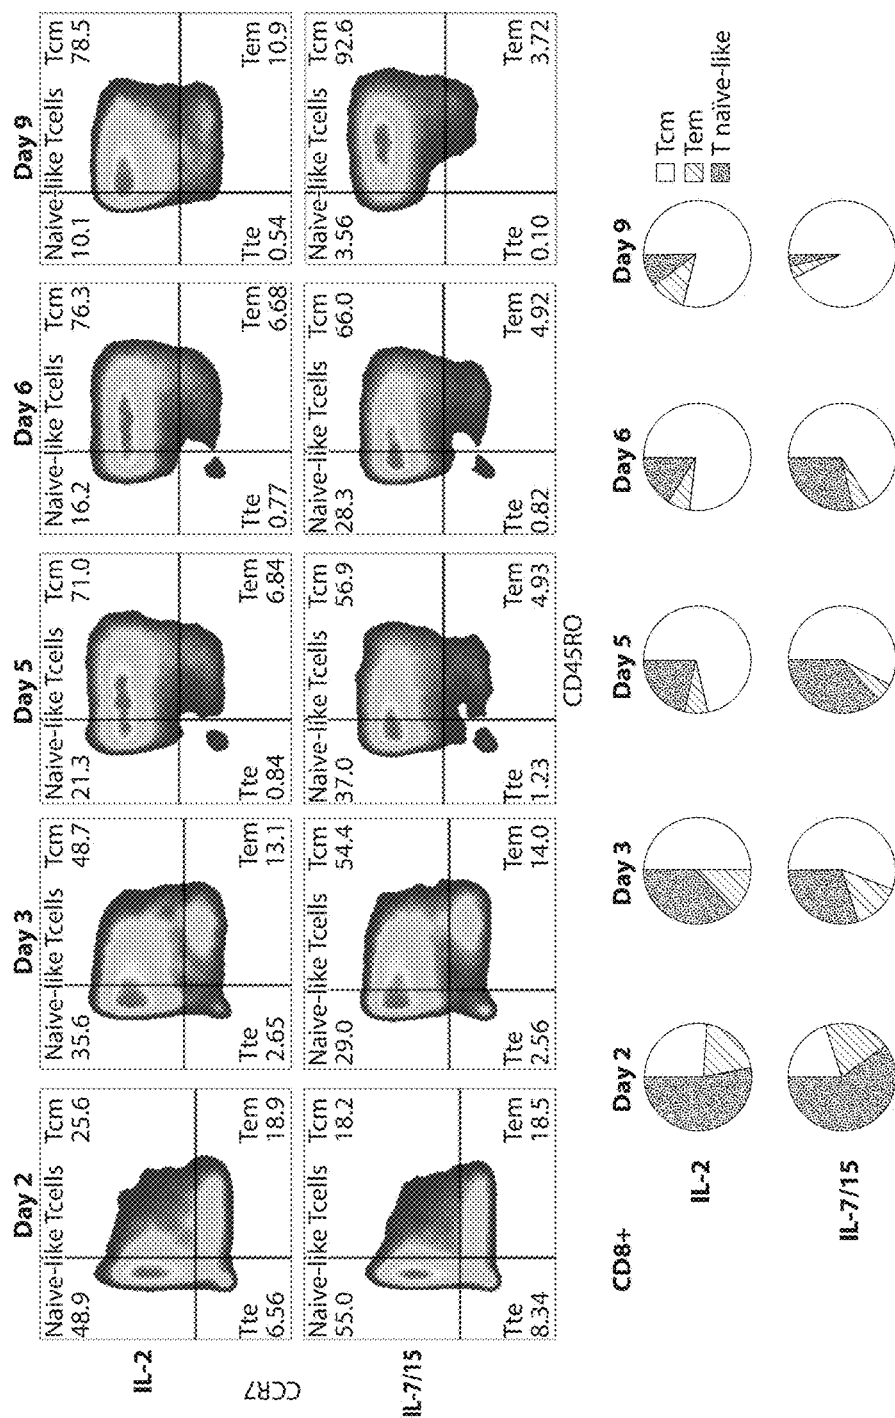 Day 2
Day 3
Day 5
Day 6
Day 9
IL-2
Naive-like Tcells Tcm
48.9 25.6
Tte Tem
6.56 18.9
Naive-like Tcells Tcm
35.6 48.7
Tte Tem
2.65 13.1
Naive-like Tcells Tcm
21.3 71.0
Tte Tem
0.84 6.84
Naive-like Tcells Tcm
16.2 76.3
Tte Tem
0.77 6.68
Naive-like Tcells Tcm
10.1 78.5
Tte Tem
0.54 10.9
CCR7
IL-7/15
Naive-like Tcells Tcm
55.0 18.2
Tte Tem
8.34 18.5
Naive-like Tcells Tcm
29.0 54.4
Tte Tem
2.56 14.0
Naive-like Tcells Tcm
37.0 56.9
Tte Tem
1.23 4.93
Naive-like Tcells Tcm
28.3 66.0
Tte Tem
0.82 4.92
Naive-like Tcells Tcm
3.56 92.6
Tte Tem
0.10 3.72
CD45RO
CD8+
Day 2
Day 3
Day 5
Day 6
Day 9
IL-2
IL-7/15
Tcm
Tem
T naïve-like